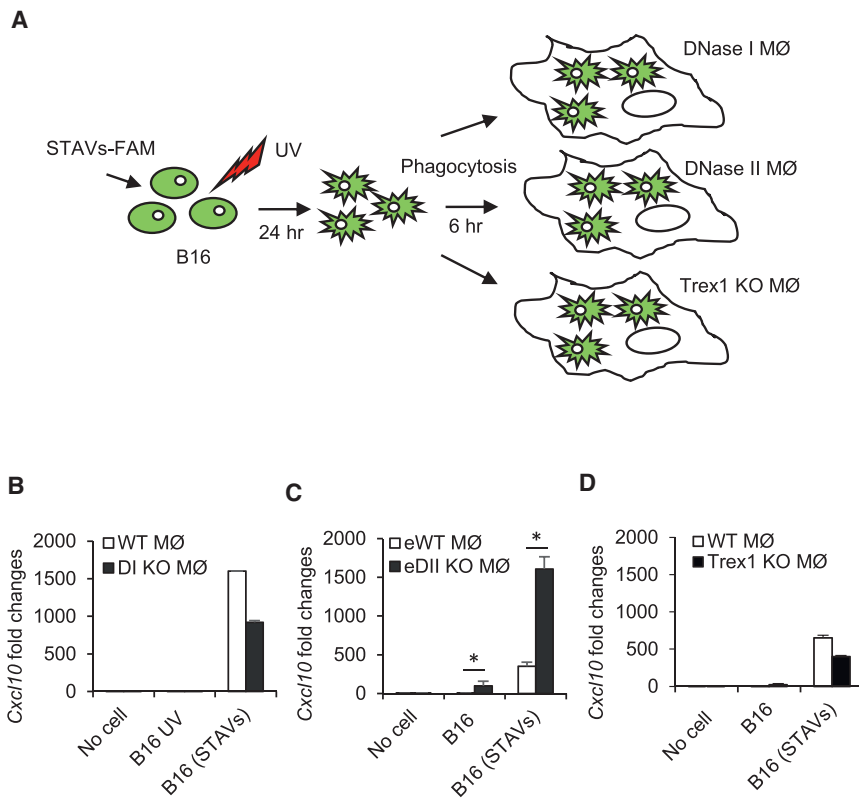 A
STAVs-FAM
UV
B16
24 hr
Phagocytosis
6 hr
DNase I MØ
DNase II MØ
Trex1 KO MØ
B
Cxcl10 fold changes
2000
1500
1000
500
0
WT MØ
DI KO MØ
No cell
B16 UV
B16 (STAVs)
C
Cxcl10 fold changes
2000
1500
1000
500
0
eWT MØ
eDII KO MØ
*
*
No cell
B16
B16 (STAVs)
D
Cxcl10 fold changes
2000
1500
1000
500
0
WT MØ
Trex1 KO MØ
No cell
B16
B16 (STAVs)